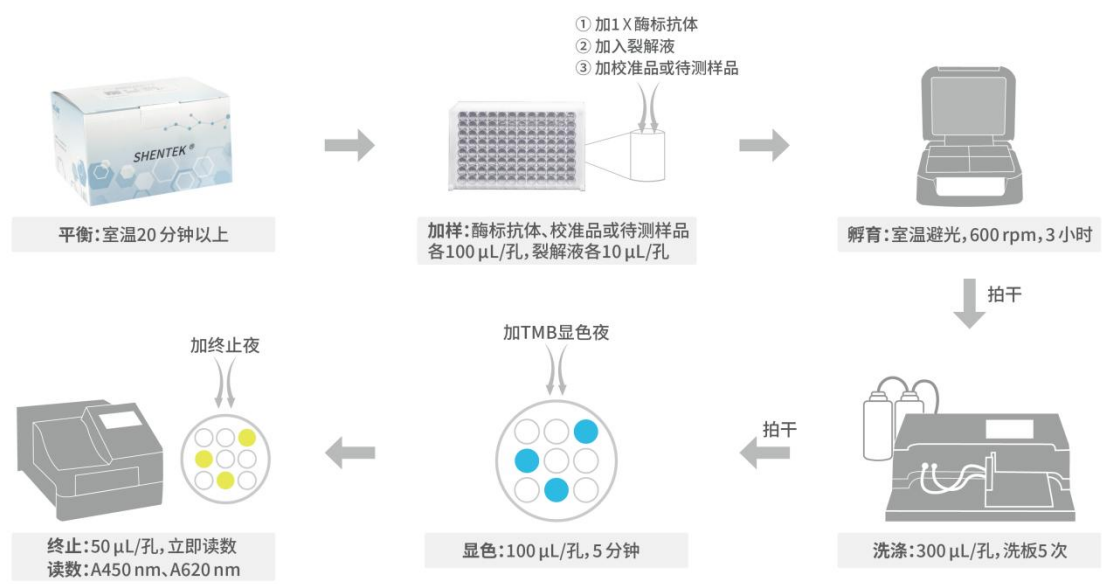 ① 加1X酶标抗体
② 加入裂解液
③ 加校准品或待测样品
SHENTEK®
平衡:室温20分钟以上
加样:酶标抗体、校准品或待测样品
各100 μL/孔,裂解液各10 μL/孔
孵育:室温避光,600 rpm,3小时
拍干
加终止夜
加TMB显色夜
拍干
终止:50 μL/孔,立即读数
读数:A450 nm、A620 nm
显色:100 μL/孔,5分钟
洗涤:300 μL/孔,洗板5次